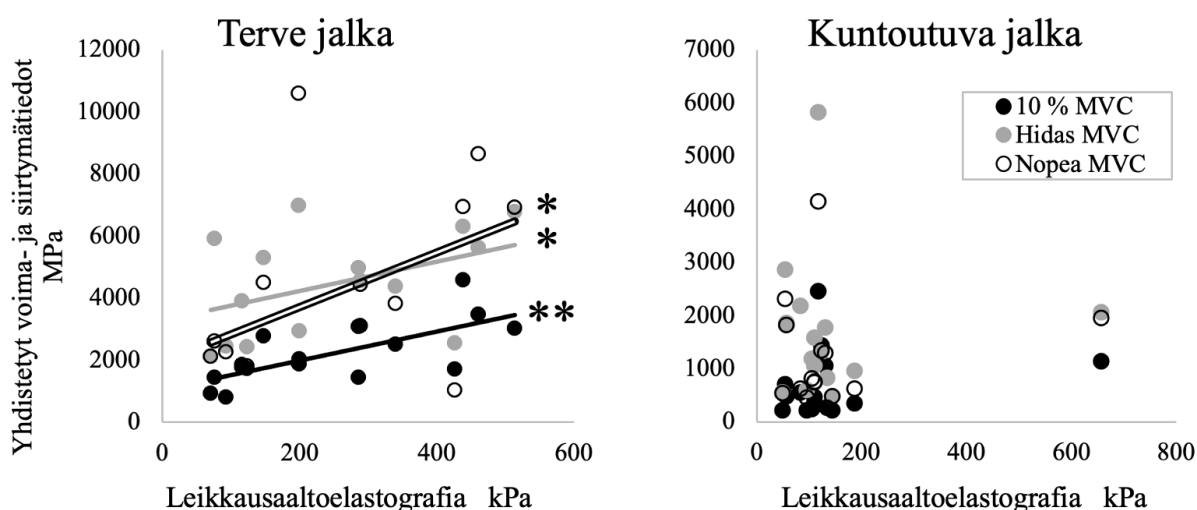 Terve jalka
Yhdistetyt voima- ja siirtymätiedot
MPa
12000
10000
8000
6000
4000
2000
0
0 200 400 600
*
*
**
Leikkausaaltoelastografia kPa
Kuntoutuva jalka
7000
6000
5000
4000
3000
2000
1000
0
0 200 400 600 800
10 % MVC
Hidas MVC
Nopea MVC
Leikkausaaltoelastografia kPa